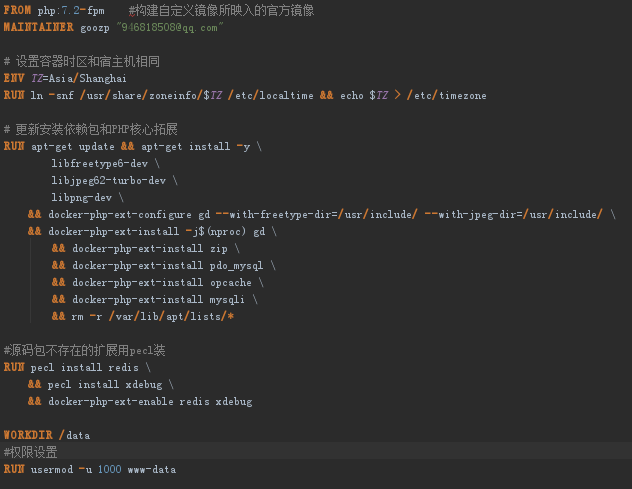 FROM php:7.2-fpm    #构建自定义镜像所映入的官方镜像
MAINTAINER goozp "946818508@qq.com"
# 设置容器时区和宿主机相同
ENV TZ=Asia/Shanghai
RUN ln -snf /usr/share/zoneinfo/$TZ /etc/localtime && echo $TZ > /etc/timezone
# 更新安装依赖包和PHP核心拓展
RUN apt-get update && apt-get install -y \
libfreetype6-dev \
libjpeg62-turbo-dev \
libpng-dev \
&& docker-php-ext-configure gd --with-freetype-dir=/usr/include/ --with-jpeg-dir=/usr/include/ \
&& docker-php-ext-install -j$(nproc) gd \
&& docker-php-ext-install zip \
&& docker-php-ext-install pdo_mysql \
&& docker-php-ext-install opcache \
&& docker-php-ext-install mysqli \
&& rm -r /var/lib/apt/lists/*
#源码包不存在的扩展用pecl装
RUN pecl install redis \
&& pecl install xdebug \
&& docker-php-ext-enable redis xdebug
WORKDIR /data
#权限设置
RUN usermod -u 1000 www-data